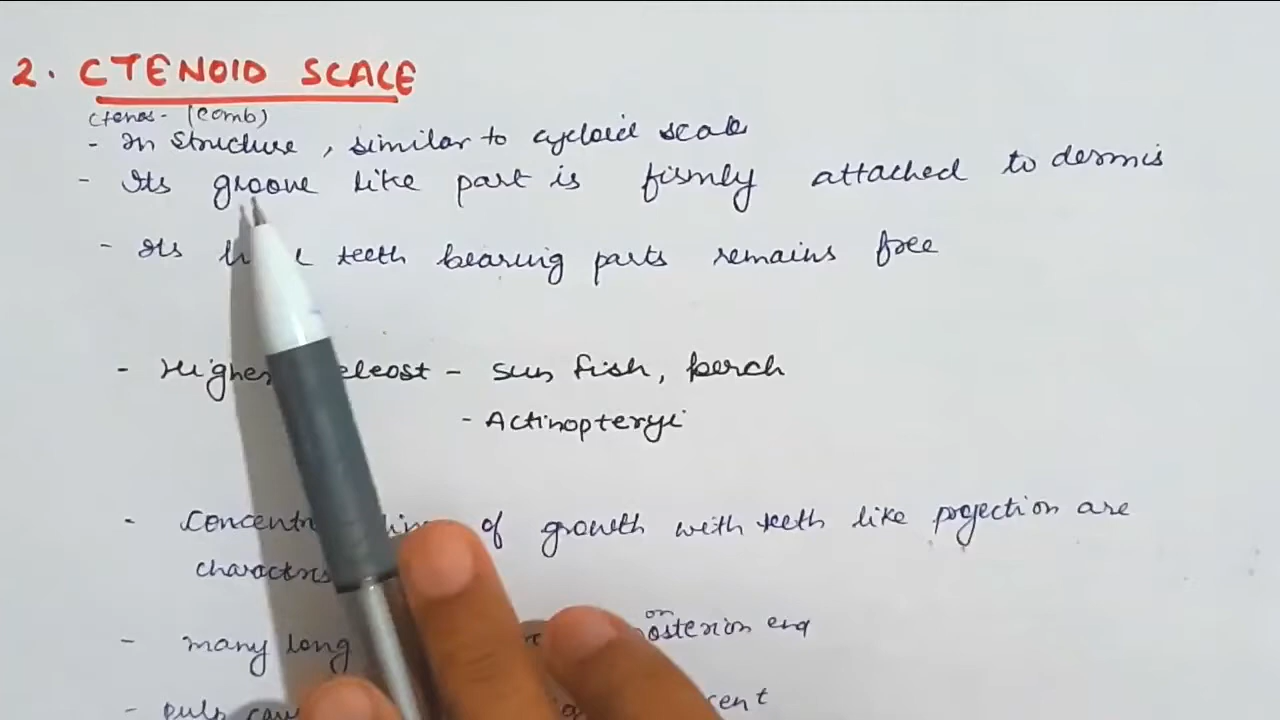 2. CTENOID SCALE
ctenos - (comb)
- In structure, similar to cycloid scale
- Its groove like part is firmly attached to dermis
- Its teeth bearing parts remains free
- Higher teleost - Sun fish, perch
- Actinopterygi
- Concentric of growth with teeth like projection are
- many long on posterior end
- pulp